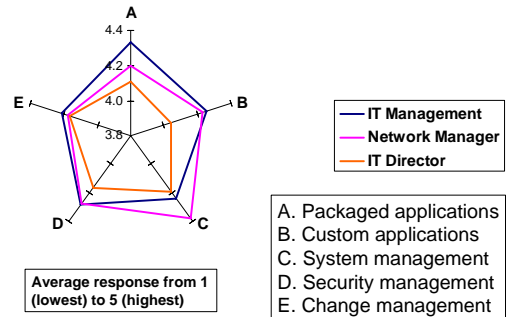 A
4.4
4.2
4.0
3.8
E
B
D
C
IT Management
Network Manager
IT Director
A. Packaged applications
B. Custom applications
C. System management
D. Security management
E. Change management
Average response from 1
(lowest) to 5 (highest)